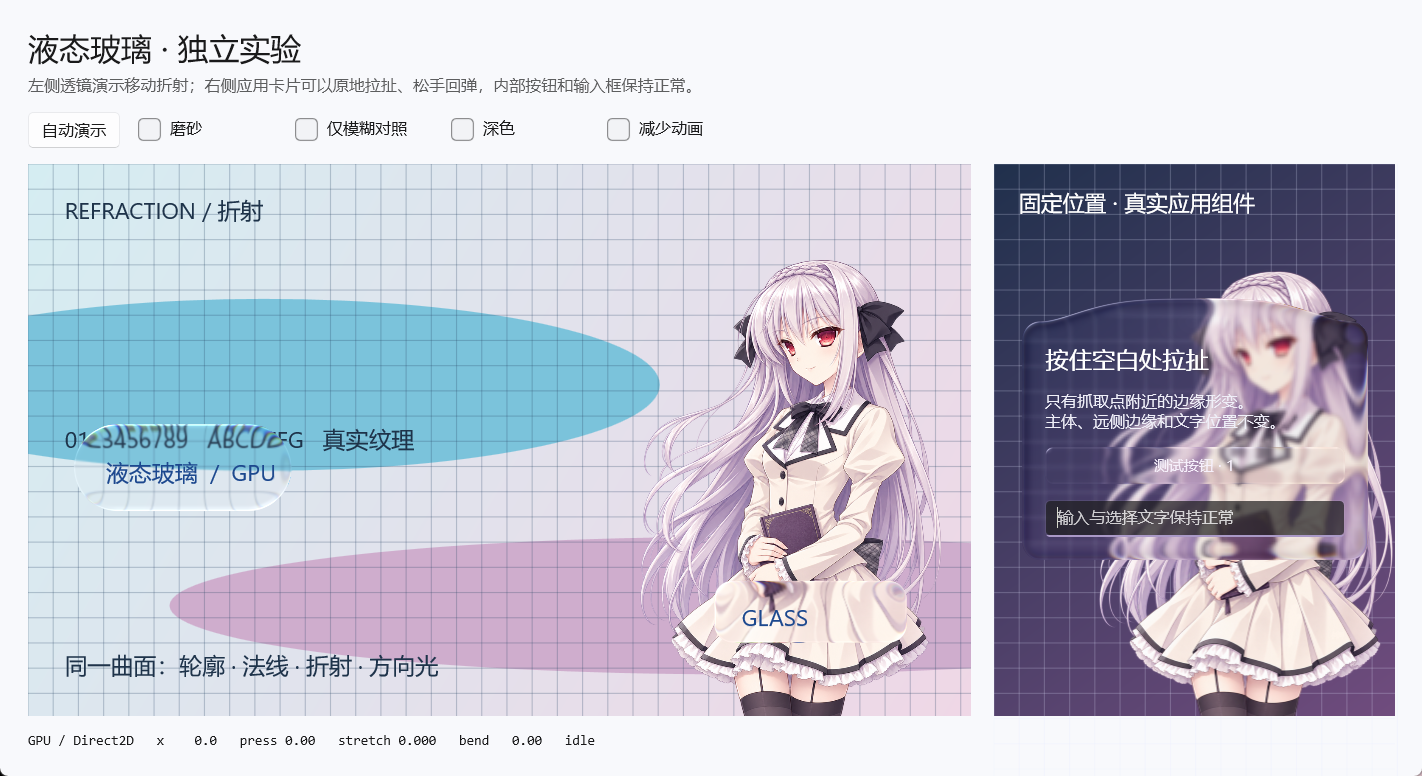 液态玻璃 · 独立实验
左侧透镜演示移动折射；右侧应用卡片可以原地拉扯、松手回弹，内部按钮和输入框保持正常。
自动演示
磨砂
仅模糊对照
深色
减少动画
REFRACTION / 折射
01 3456789 ABCDEFG 真实纹理
液态玻璃 / GPU
GLASS
同一曲面：轮廓 · 法线 · 折射 · 方向光
固定位置 · 真实应用组件
按住空白处拉扯
只有抓取点附近的边缘形变。
主体、远侧边缘和文字位置不变。
测试按钮 · 1
输入与选择文字保持正常
GPU / Direct2D x 0.0 press 0.00 stretch 0.000 bend 0.00 idle